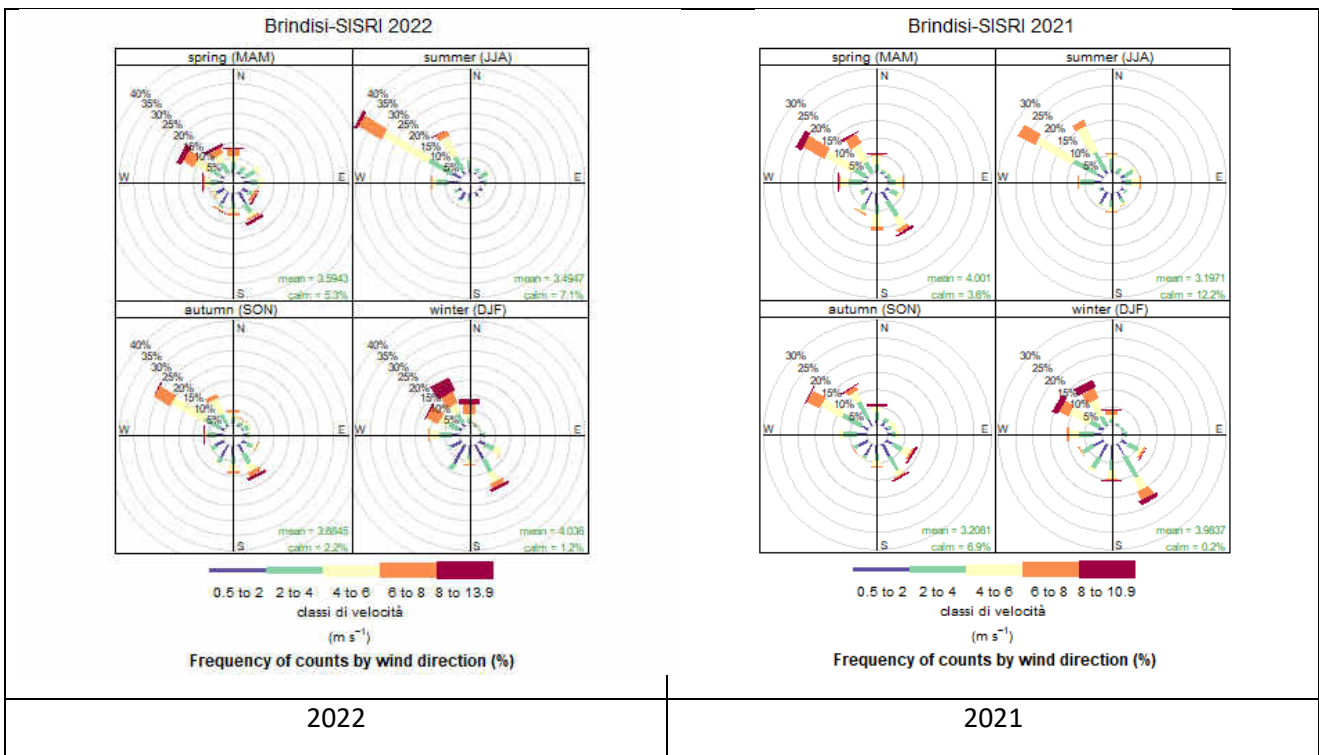 Brindisi-SISRI 2022
spring (MAM)
summer (JJA)
N
40%
35%
30%
25%
20%
15%
10%
5%
W
S
mean = 3.5943
calm = 5.3%
N
40%
35%
30%
25%
20%
15%
10%
5%
E
S
mean = 3.4947
calm = 7.1%
autumn (SON)
winter (DJF)
N
40%
35%
30%
25%
20%
15%
10%
5%
W
S
calm = 2.2%
N
40%
35%
30%
25%
20%
15%
10%
5%
E
S
mean = 4.036
calm = 1.2%
0.5 to 2
2 to 4
4 to 6
6 to 8
8 to 13.9
classi di velocità
(m s⁻¹)
Frequency of counts by wind direction (%)
2022
Brindisi-SISRI 2021
spring (MAM)
summer (JJA)
N
30%
25%
20%
15%
10%
5%
W
S
mean = 4.001
calm = 3.6%
N
30%
25%
20%
15%
10%
5%
W
E
S
mean = 3.1971
calm = 12.2%
autumn (SON)
winter (DJF)
N
30%
25%
20%
15%
10%
5%
W
S
mean = 3.2081
calm = 6.9%
N
30%
25%
20%
15%
10%
5%
W
E
S
mean = 3.9837
calm = 0.2%
0.5 to 2
2 to 4
4 to 6
6 to 8
8 to 10.9
classi di velocità
(m s⁻¹)
Frequency of counts by wind direction (%)
2021